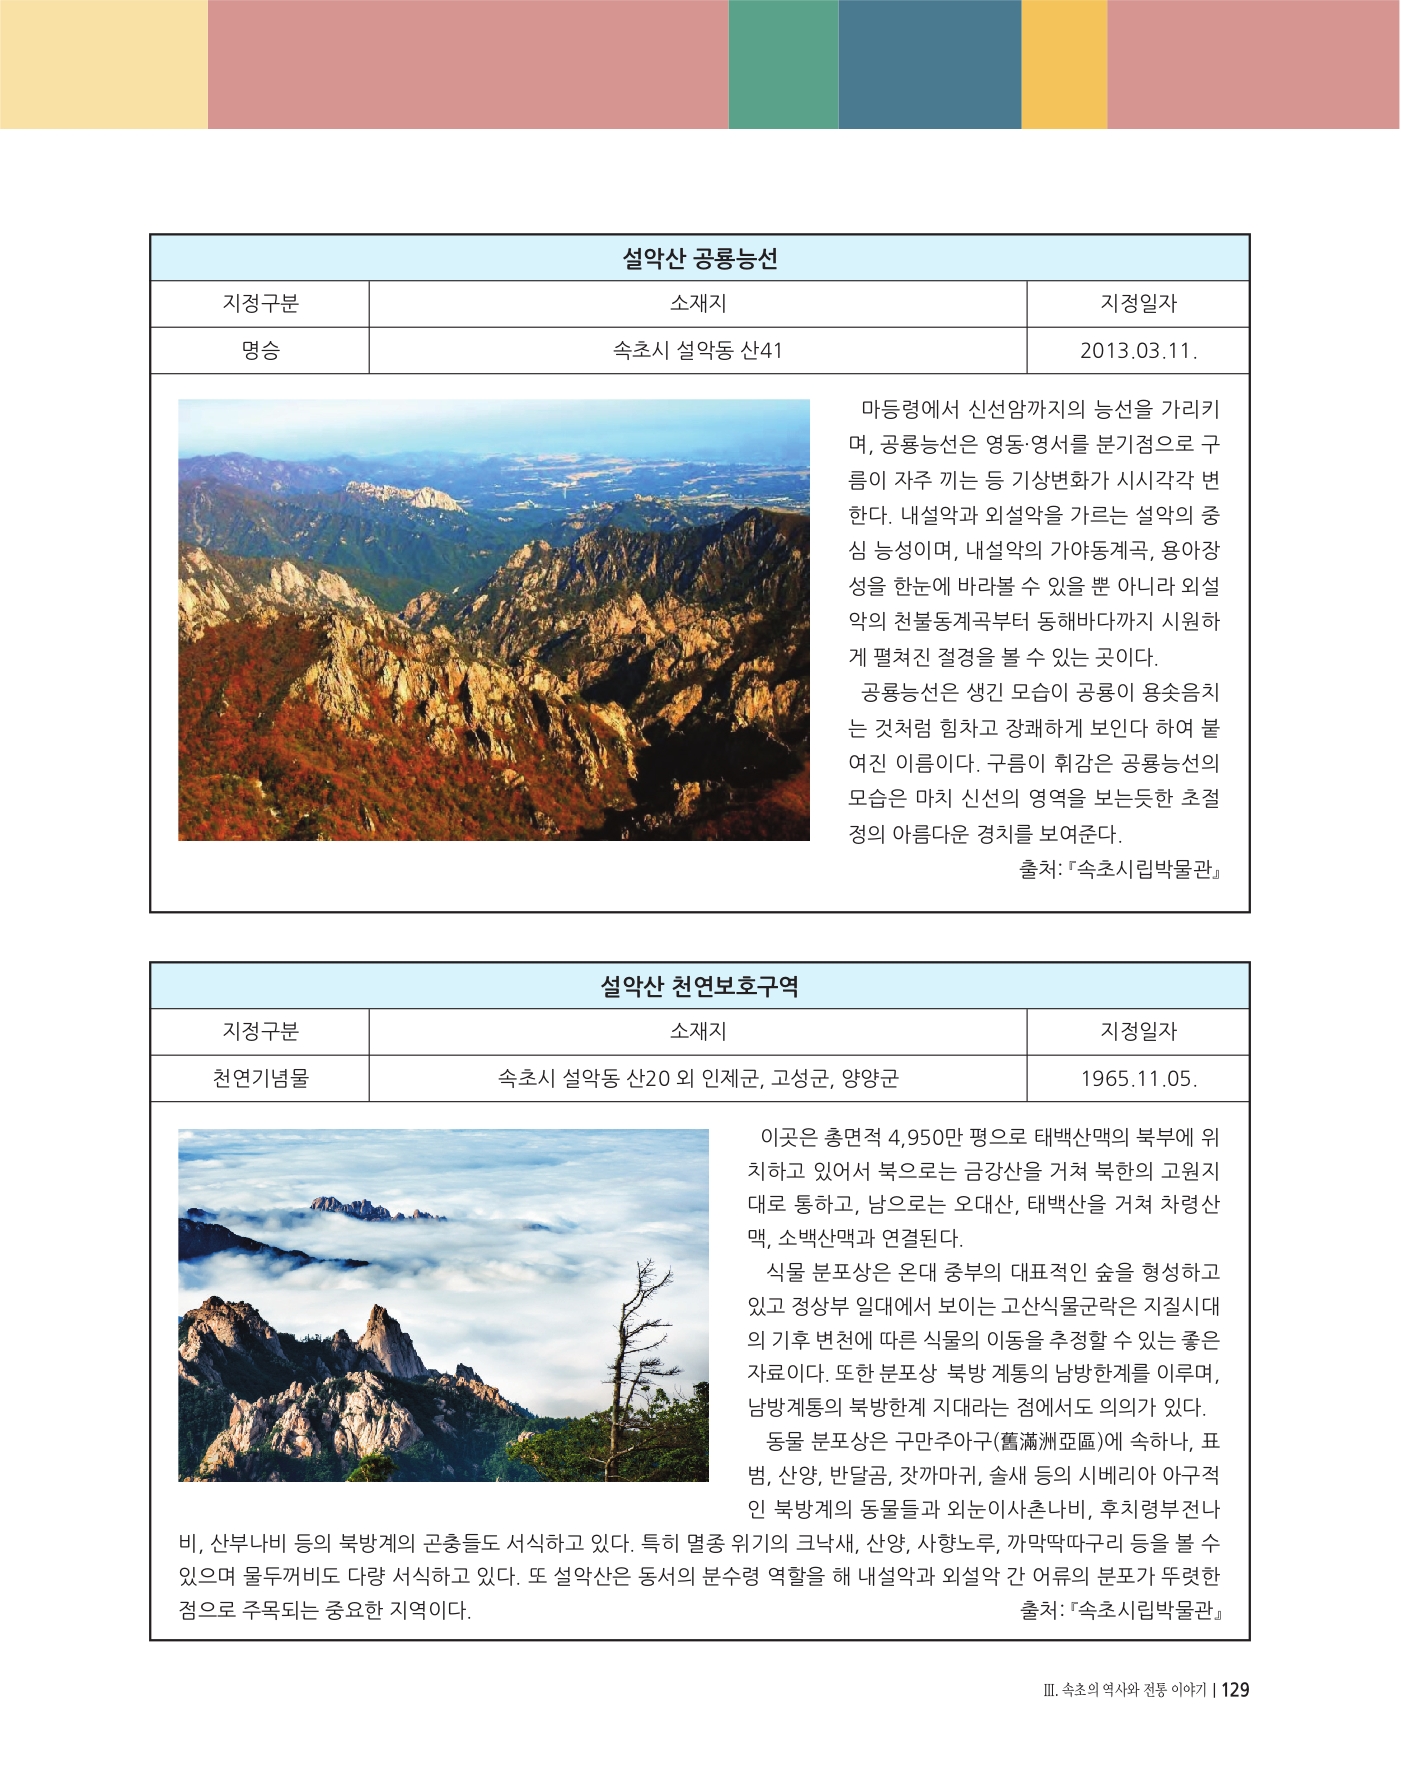 설악산 공룡능선
지정구분 소재지 지정일자
명승 속초시 설악동 산41 2013.03.11.
마등령에서 신선암까지의 능선을 가리키
며, 공룡능선은 영동·영서를 분기점으로 구
름이 자주 끼는 등 기상변화가 시시각각 변
한다. 내설악과 외설악을 가르는 설악의 중
심 능성이며, 내설악의 가야동계곡, 용아장
성을 한눈에 바라볼 수 있을 뿐 아니라 외설
악의 천불동계곡부터 동해바다까지 시원하
게 펼쳐진 절경을 볼 수 있는 곳이다.
공룡능선은 생긴 모습이 공룡이 용솟음치
는 것처럼 힘차고 장쾌하게 보인다 하여 붙
여진 이름이다. 구름이 휘감은 공룡능선의
모습은 마치 신선의 영역을 보는듯한 초절
정의 아름다운 경치를 보여준다.
출처:『속초시립박물관』
설악산 천연보호구역
지정구분 소재지 지정일자
천연기념물 속초시 설악동 산20 외 인제군, 고성군, 양양군 1965.11.05.
이곳은 총면적 4,950만 평으로 태백산맥의 북부에 위
치하고 있어서 북으로는 금강산을 거쳐 북한의 고원지
대로 통하고, 남으로는 오대산, 태백산을 거쳐 차령산
맥, 소백산맥과 연결된다.
식물 분포상은 온대 중부의 대표적인 숲을 형성하고
있고 정상부 일대에서 보이는 고산식물군락은 지질시대
의 기후 변천에 따른 식물의 이동을 추정할 수 있는 좋은
자료이다. 또한 분포상 북방 계통의 남방한계를 이루며,
남방계통의 북방한계 지대라는 점에서도 의의가 있다.
동물 분포상은 구만주아구(舊滿洲亞區)에 속하나, 표
범, 산양, 반달곰, 잣까마귀, 솔새 등의 시베리아 아구적
인 북방계의 동물들과 외눈이사촌나비, 후치령부전나
비, 산부나비 등의 북방계의 곤충들도 서식하고 있다. 특히 멸종 위기의 크낙새, 산양, 사향노루, 까막딱따구리 등을 볼 수
있으며 물두꺼비도 다량 서식하고 있다. 또 설악산은 동서의 분수령 역할을 해 내설악과 외설악 간 어류의 분포가 뚜렷한
점으로 주목되는 중요한 지역이다. 출처:『속초시립박물관』
Ⅲ. 속초의 역사와 전통 이야기 | 129